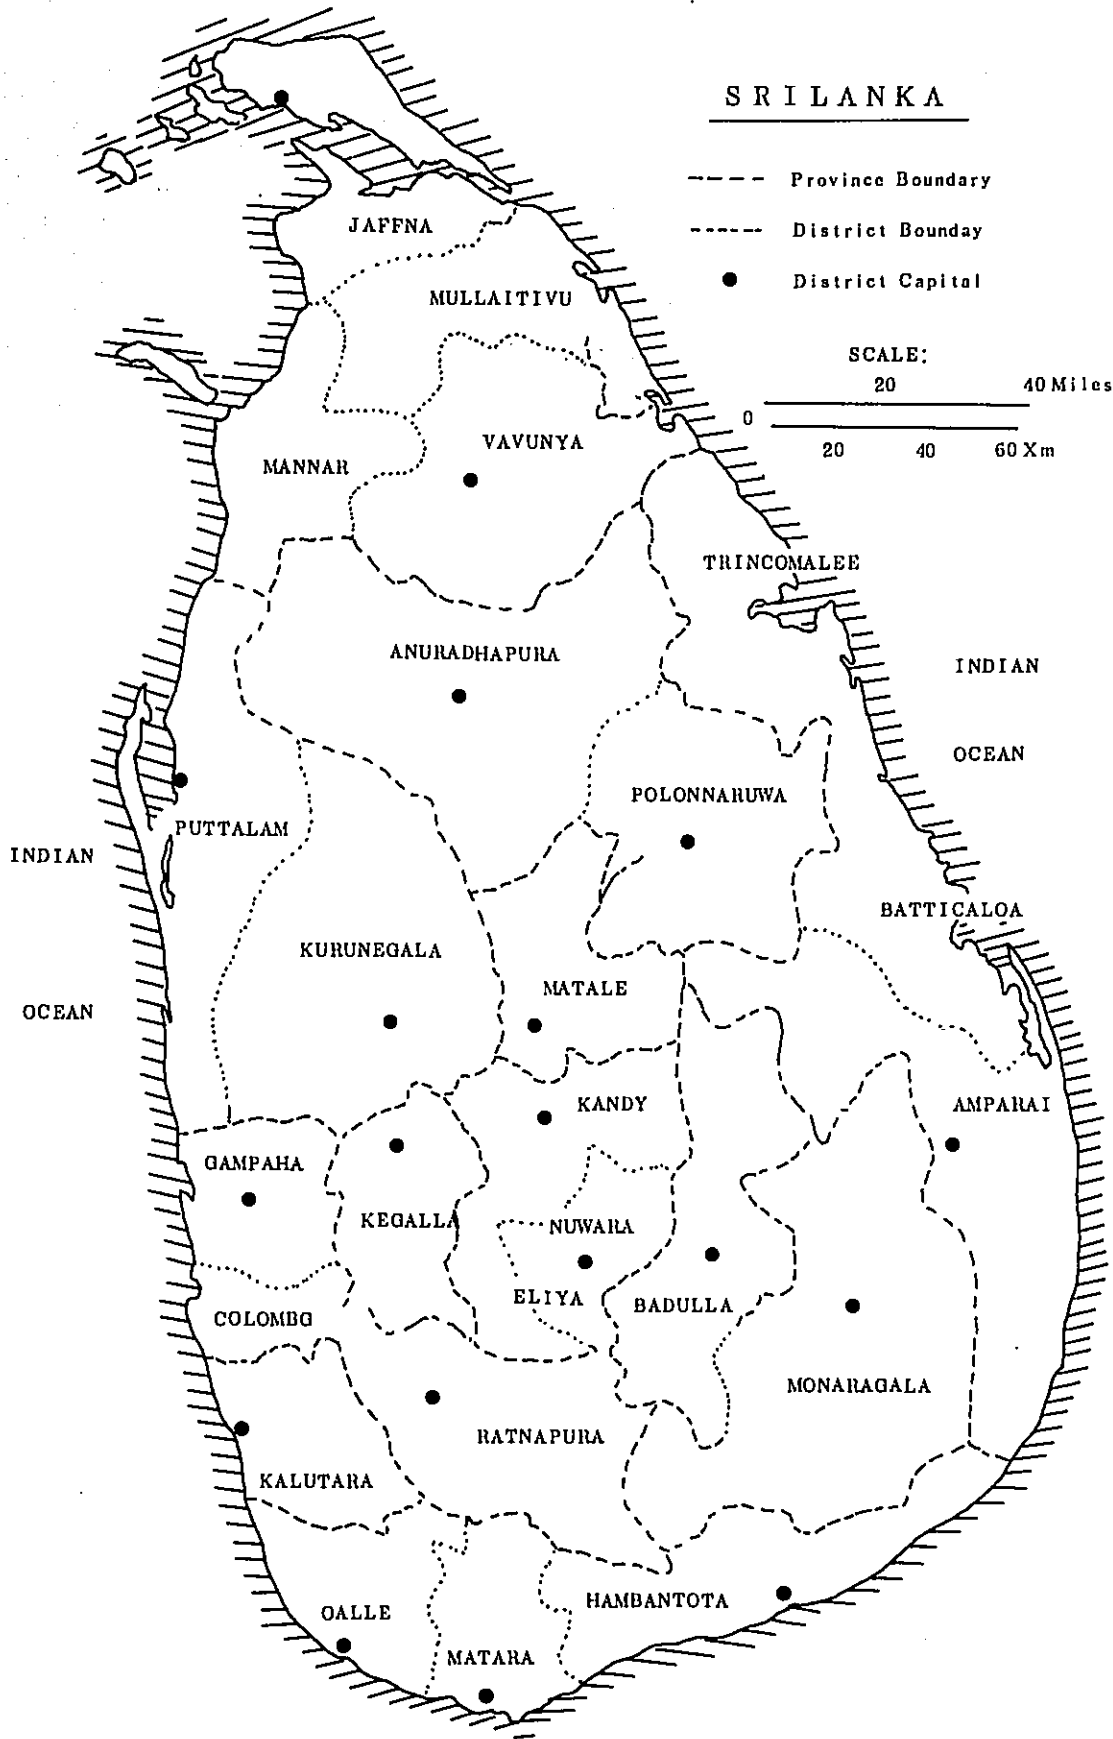 SRILANKA
Province Boundary
District Bounday
District Capital
SCALE:
20 40 Miles
0
20 40 60 Xm
JAFFNA
MULLAITIVU
VAVUNYA
MANNAR
TRINCOMALEE
ANURADHAPURA
INDIAN
OCEAN
POLONNARUWA
PUTTALAM
INDIAN
OCEAN
BATTICALOA
KURUNEGALA
MATALE
KANDY
AMPARAI
GAMPAHA
KEGALLA
NUWARA
ELIYA
BADULLA
COLOMBO
MONARAGALA
RATNAPURA
KALUTARA
HAMBANTOTA
GALLE
MATARA